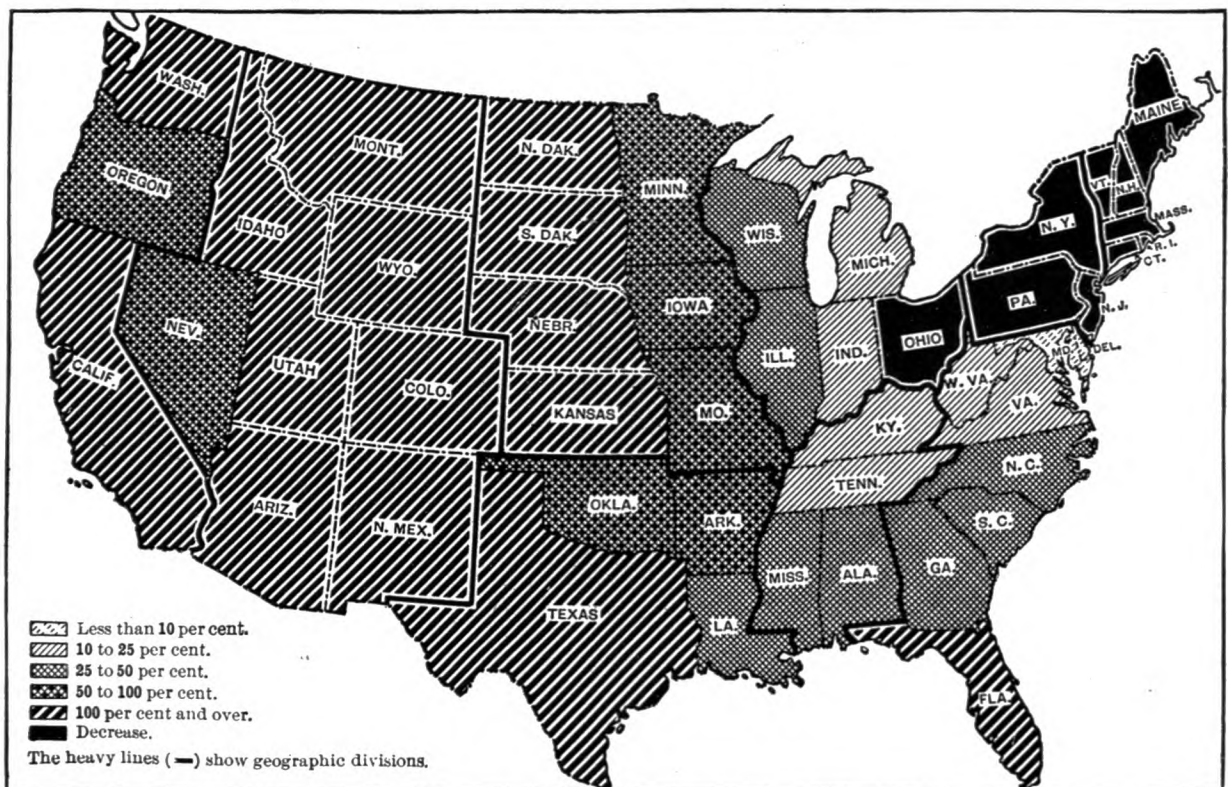 WASH.
MONT.
N. DAK.
MINN.
MAINE
OREGON
IDAHO
S. DAK.
WIS.
MICH.
VT.
N.H.
N. Y.
MASS.
R. I.
CT.
WYO.
NEBR.
IOWA
PA.
N. J.
NEV.
CALIF.
UTAH
COLO.
KANSAS
MO.
ILL.
IND.
OHIO
MD.
DEL.
W. VA.
VA.
KY.
TENN.
N. C.
S. C.
ARIZ.
N. MEX.
OKLA.
ARK.
MISS.
ALA.
GA.
TEXAS
LA.
FLA.
Less than 10 per cent.
10 to 25 per cent.
25 to 50 per cent.
50 to 100 per cent.
100 per cent and over.
Decrease.
The heavy lines (━) show geographic divisions.